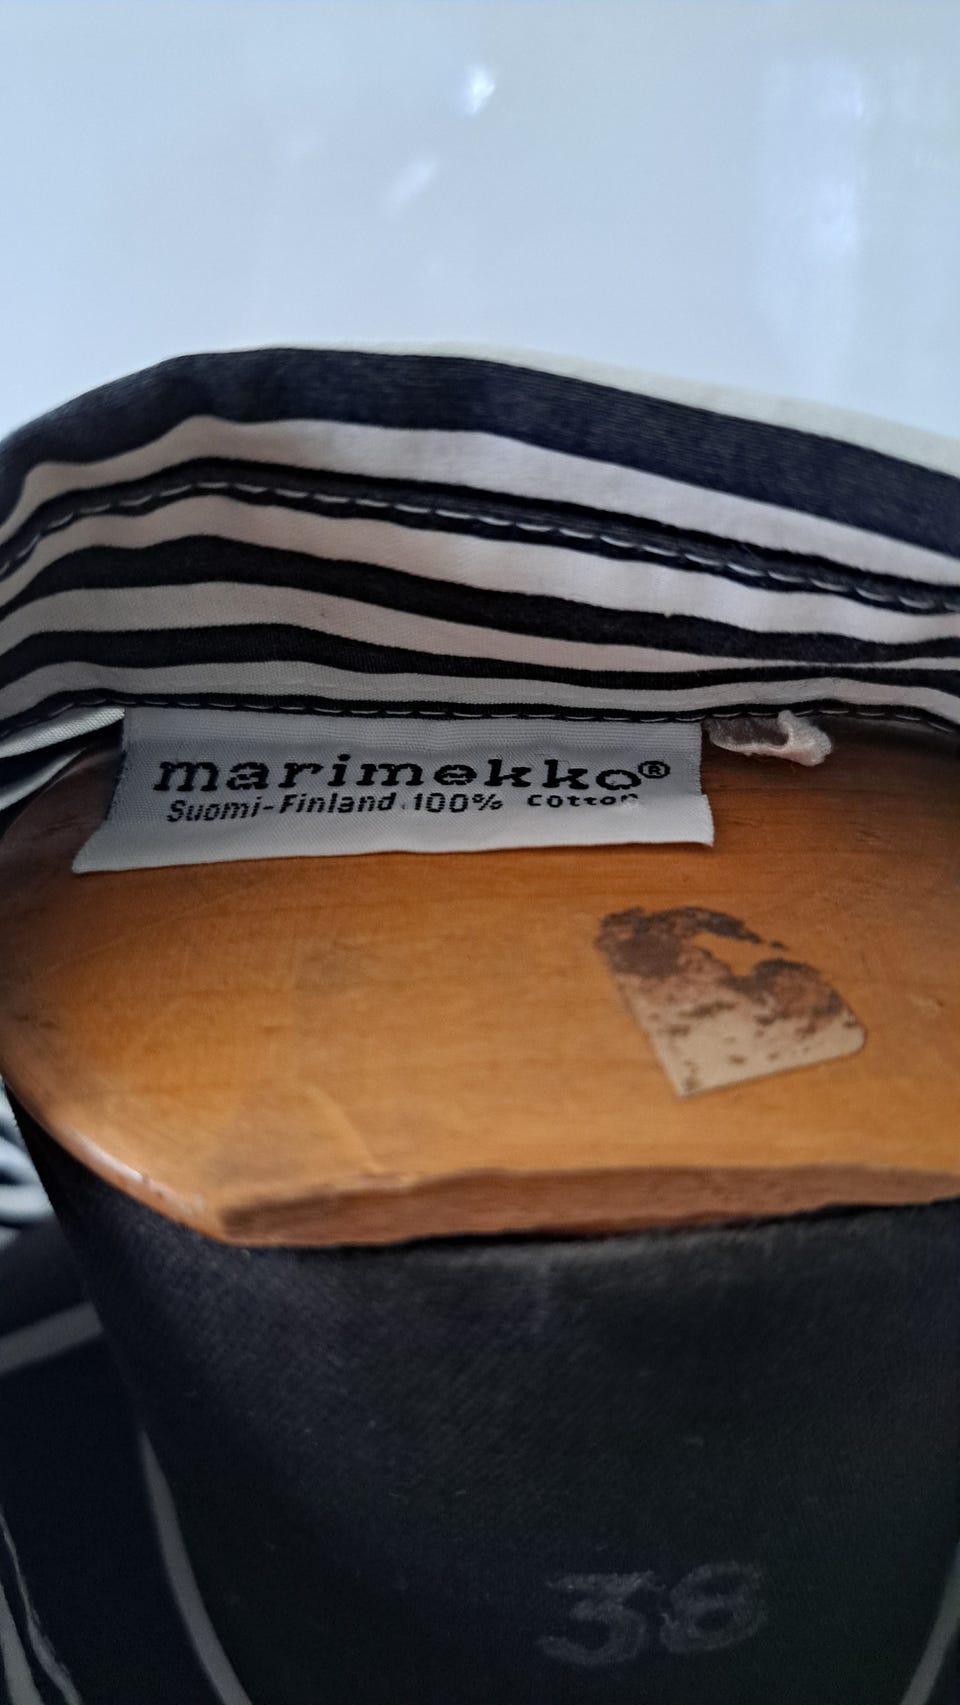 marimekko®
Suomi-Finland 100% cotton
38